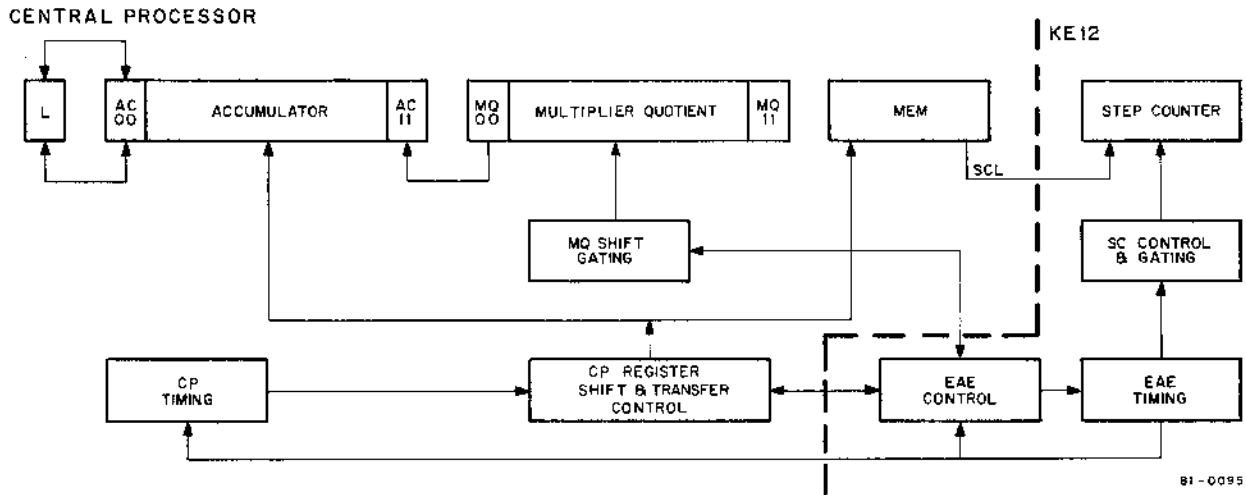 CENTRAL PROCESSOR
KE12
L
AC
00
ACCUMULATOR
AC
11
MQ
00
MULTIPLIER QUOTIENT
MQ
11
MEM
STEP COUNTER
SCL
MQ SHIFT
GATING
SC CONTROL
& GATING
CP
TIMING
CP REGISTER
SHIFT & TRANSFER
CONTROL
EAE
CONTROL
EAE
TIMING
81-0095